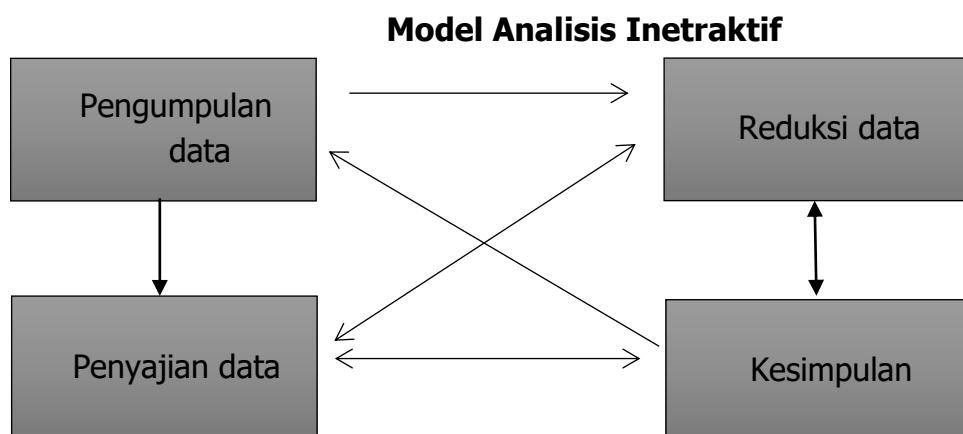 Model Analisis Inetraktif
Pengumpulan
data
Reduksi data
Penyajian data
Kesimpulan